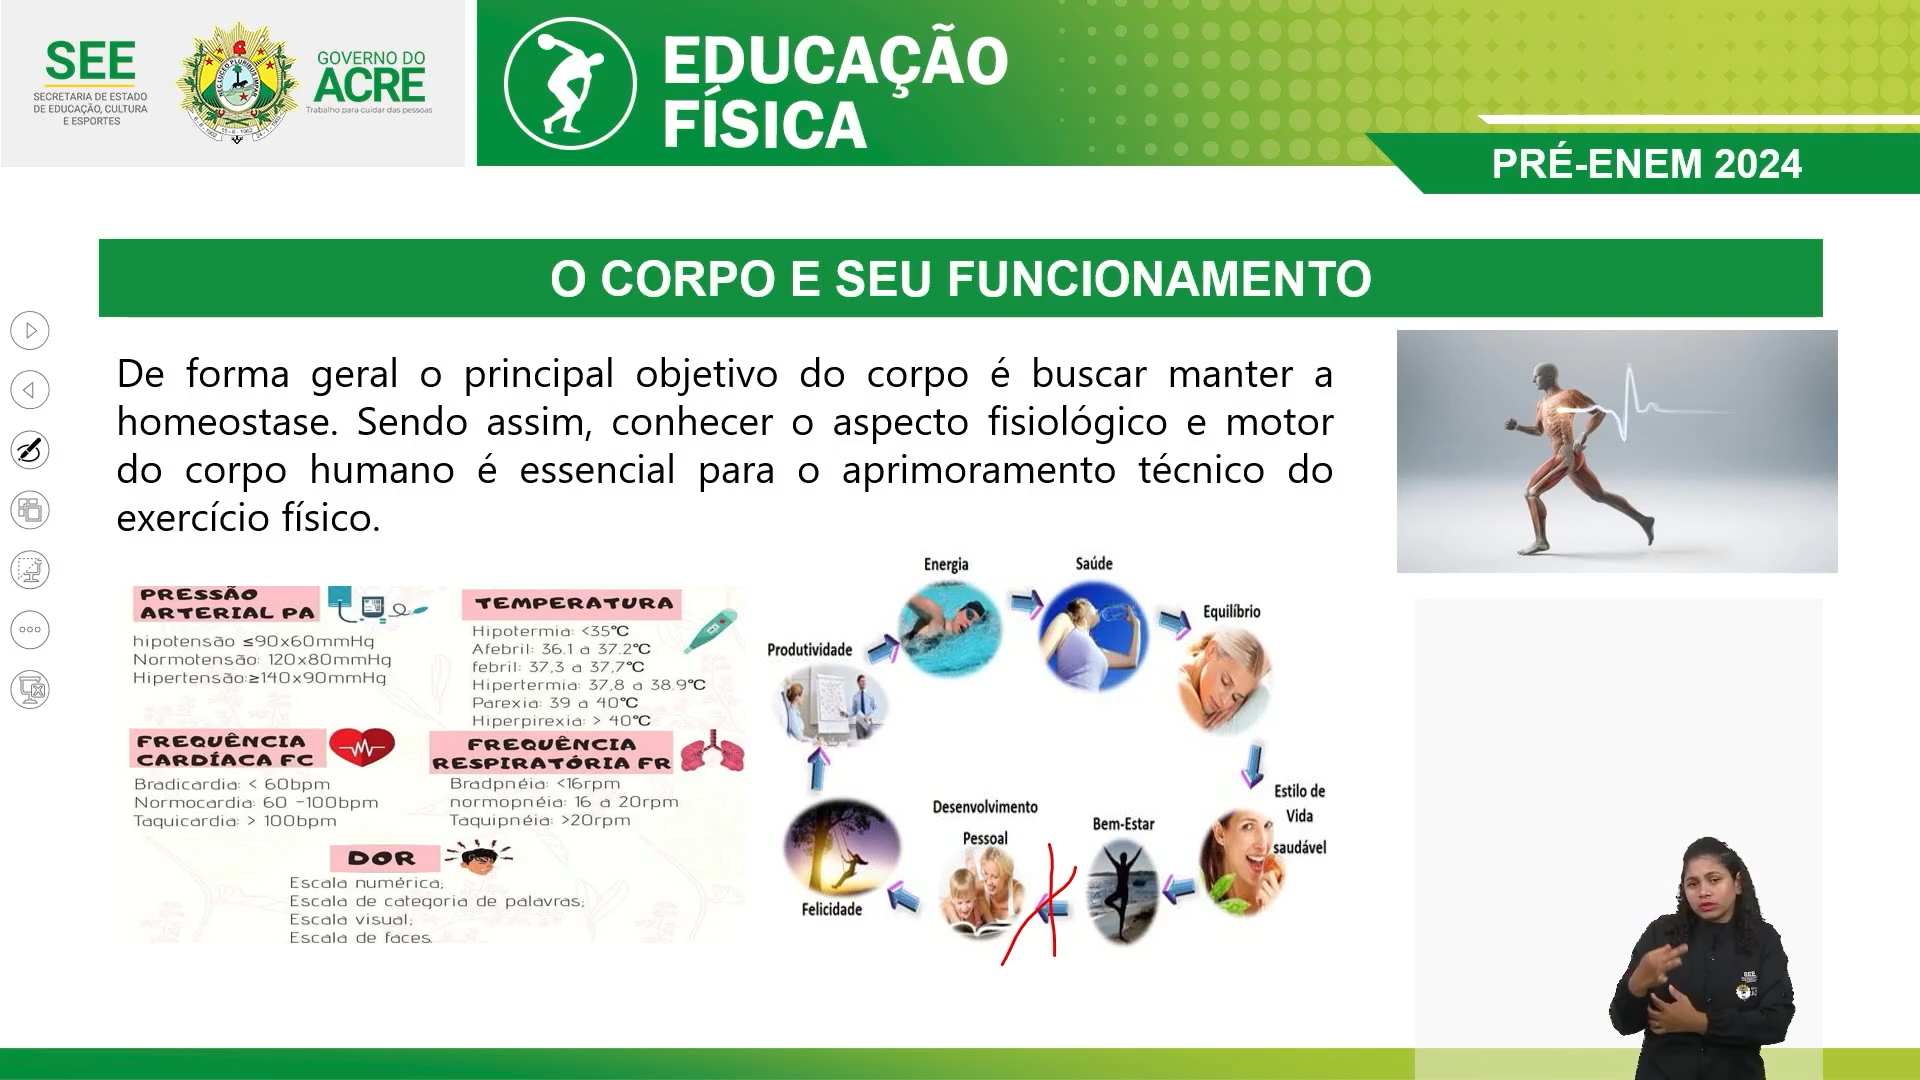 SEE
SECRETARIA DE ESTADO
DE EDUCAÇÃO, CULTURA
E ESPORTES
GOVERNO DO
ACRE
Trabalho para cuidar das pessoas
EDUCAÇÃO
FÍSICA
PRÉ-ENEM 2024
O CORPO E SEU FUNCIONAMENTO
De forma geral o principal objetivo do corpo é buscar manter a
homeostase. Sendo assim, conhecer o aspecto fisiológico e motor
do corpo humano é essencial para o aprimoramento técnico do
exercício físico.
PRESSÃO
ARTERIAL PA
hipotensão ≤90x60mmHg
Normotensão: 120x80mmHg
Hipertensão:≥140x90mmHg
TEMPERATURA
Hipotermia: <35℃
Afebril: 36.1 a 37.2℃
febril: 37,3 a 37,7℃
Hipertermia: 37,8 a 38.9℃
Parexia: 39 a 40℃
Hiperpirexia: > 40℃
FREQUÊNCIA
CARDÍACA FC
Bradicardia: < 60bpm
Normocardia: 60 -100bpm
Taquicardia: > 100bpm
FREQUÊNCIA
RESPIRATÓRIA FR
Bradpnéia: <16rpm
normopnéia: 16 a 20rpm
Taquipnéia: >20rpm
DOR
Escala numérica;
Escala de categoria de palavras;
Escala visual;
Escala de faces.
Energia
Saúde
Equilíbrio
Estilo de
Vida
saudável
Bem-Estar
Desenvolvimento
Pessoal
Felicidade
Produtividade
SEE